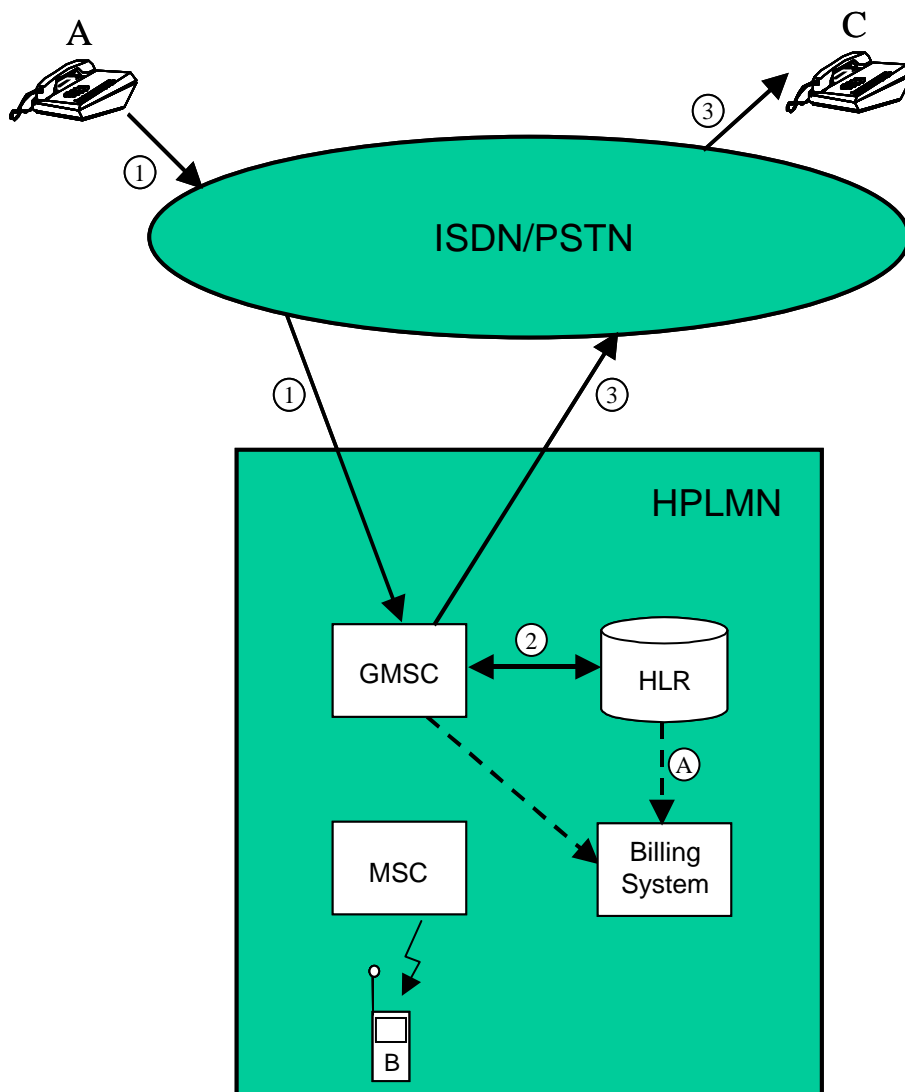 A
C
3
1
ISDN/PSTN
1
3
HPLMN
2
GMSC
HLR
A
MSC
Billing
System
B